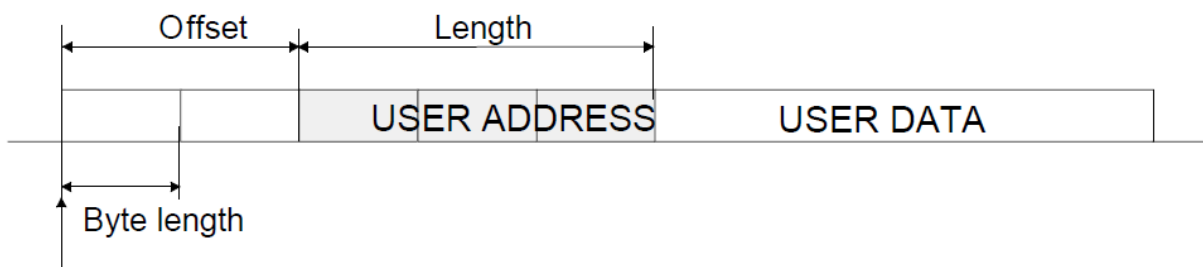 Offset
Length
USER ADDRESS
USER DATA
Byte length